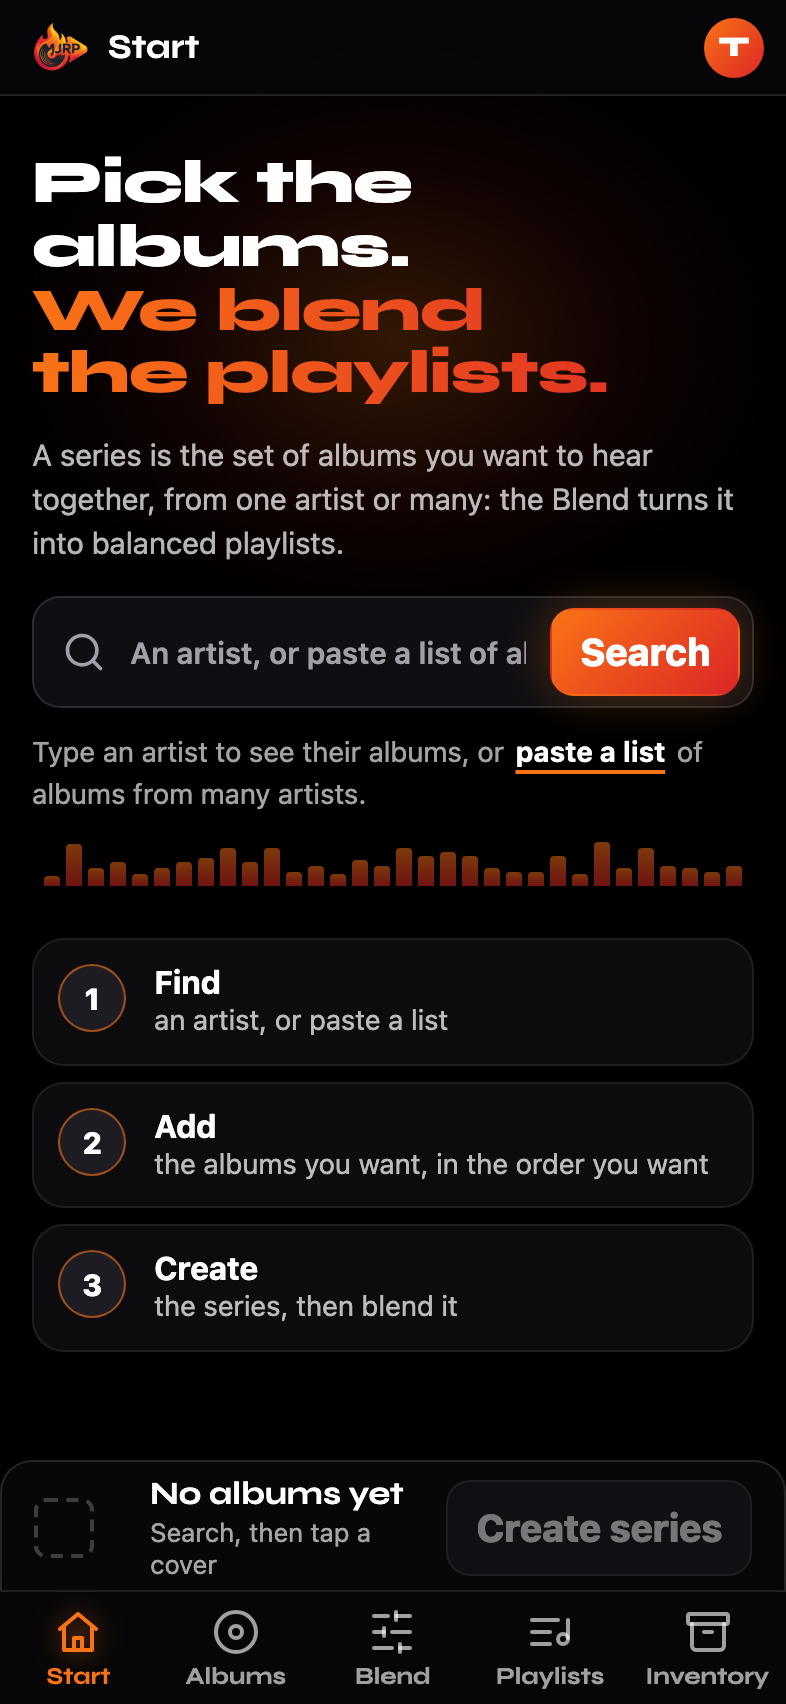 MJRP
Start
T
Pick the
albums.
We blend
the playlists.
A series is the set of albums you want to hear
together, from one artist or many: the Blend turns it
into balanced playlists.
An artist, or paste a list of al
Search
Type an artist to see their albums, or paste a list of
albums from many artists.
1
Find
an artist, or paste a list
2
Add
the albums you want, in the order you want
3
Create
the series, then blend it
No albums yet
Search, then tap a
cover
Create series
Start
Albums
Blend
Playlists
Inventory